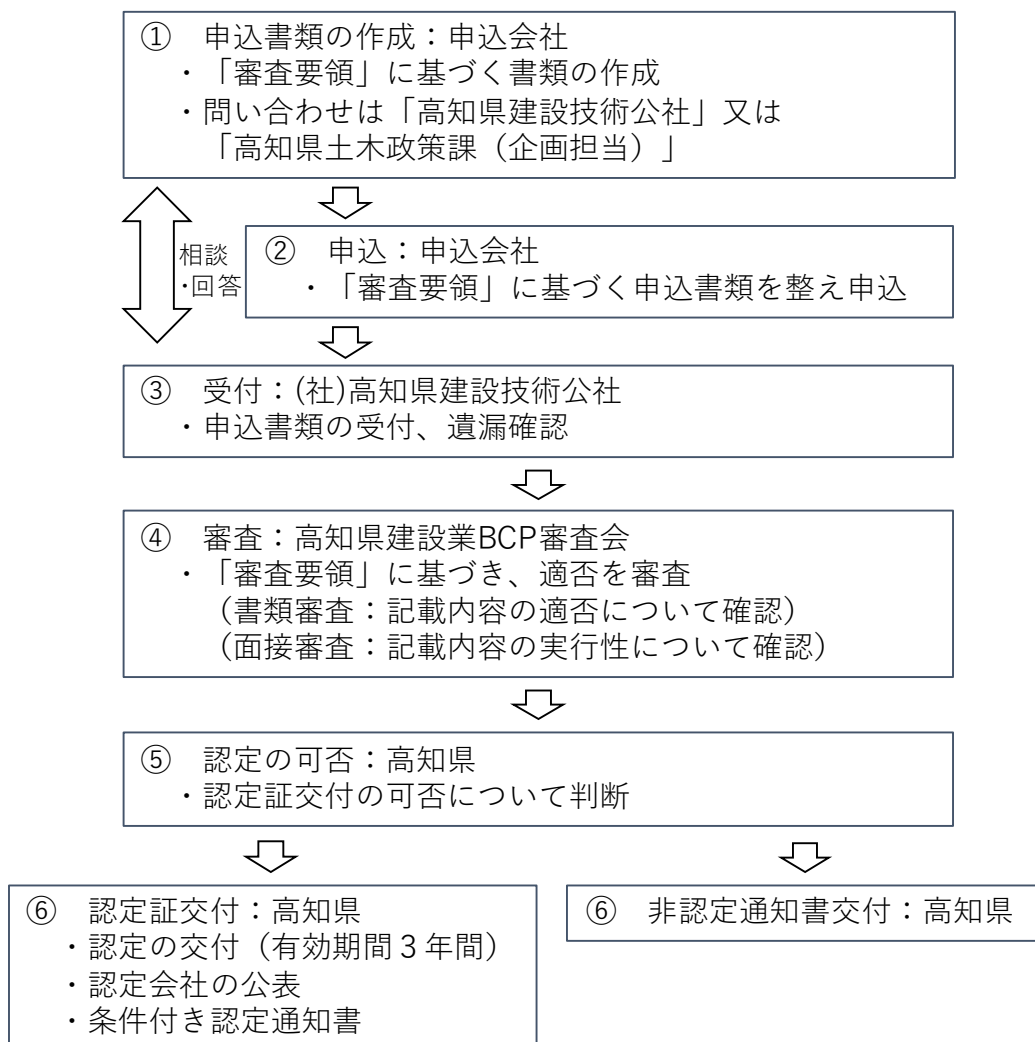 ① 申込書類の作成：申込会社
・「審査要領」に基づく書類の作成
・問い合わせは「高知県建設技術公社」又は
「高知県土木政策課（企画担当）」
相談
・回答
② 申込：申込会社
・「審査要領」に基づく申込書類を整え申込
③ 受付：(社)高知県建設技術公社
・申込書類の受付、遺漏確認
④ 審査：高知県建設業BCP審査会
・「審査要領」に基づき、適否を審査
（書類審査：記載内容の適否について確認）
（面接審査：記載内容の実行性について確認）
⑤ 認定の可否：高知県
・認定証交付の可否について判断
⑥ 認定証交付：高知県
・認定の交付（有効期間３年間）
・認定会社の公表
・条件付き認定通知書
⑥ 非認定通知書交付：高知県